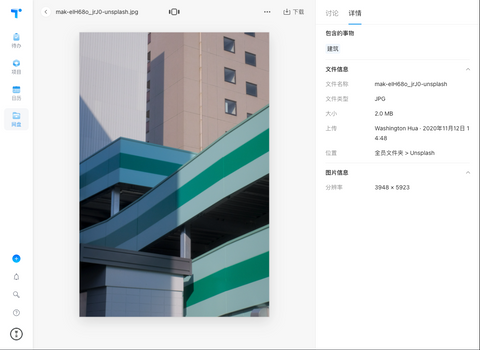 mak-eIH68o_jrJ0-unsplash.jpg
下载
待办
项目
日历
网盘
讨论 详情
包含的事物
建筑
文件信息
文件名称 mak-eIH68o_jrJ0-unsplash
文件类型 JPG
大小 2.0 MB
上传 Washington Hua · 2020年11月12日 1
4:48
位置 全员文件夹 > Unsplash
图片信息
分辨率 3948 × 5923